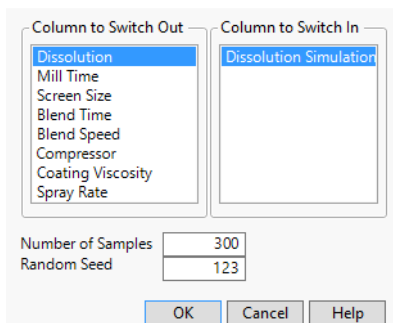 Column to Switch Out
Column to Switch In
Dissolution
Dissolution Simulation
Mill Time
Screen Size
Blend Time
Blend Speed
Compressor
Coating Viscosity
Spray Rate
Number of Samples 300
Random Seed 123
OK Cancel Help